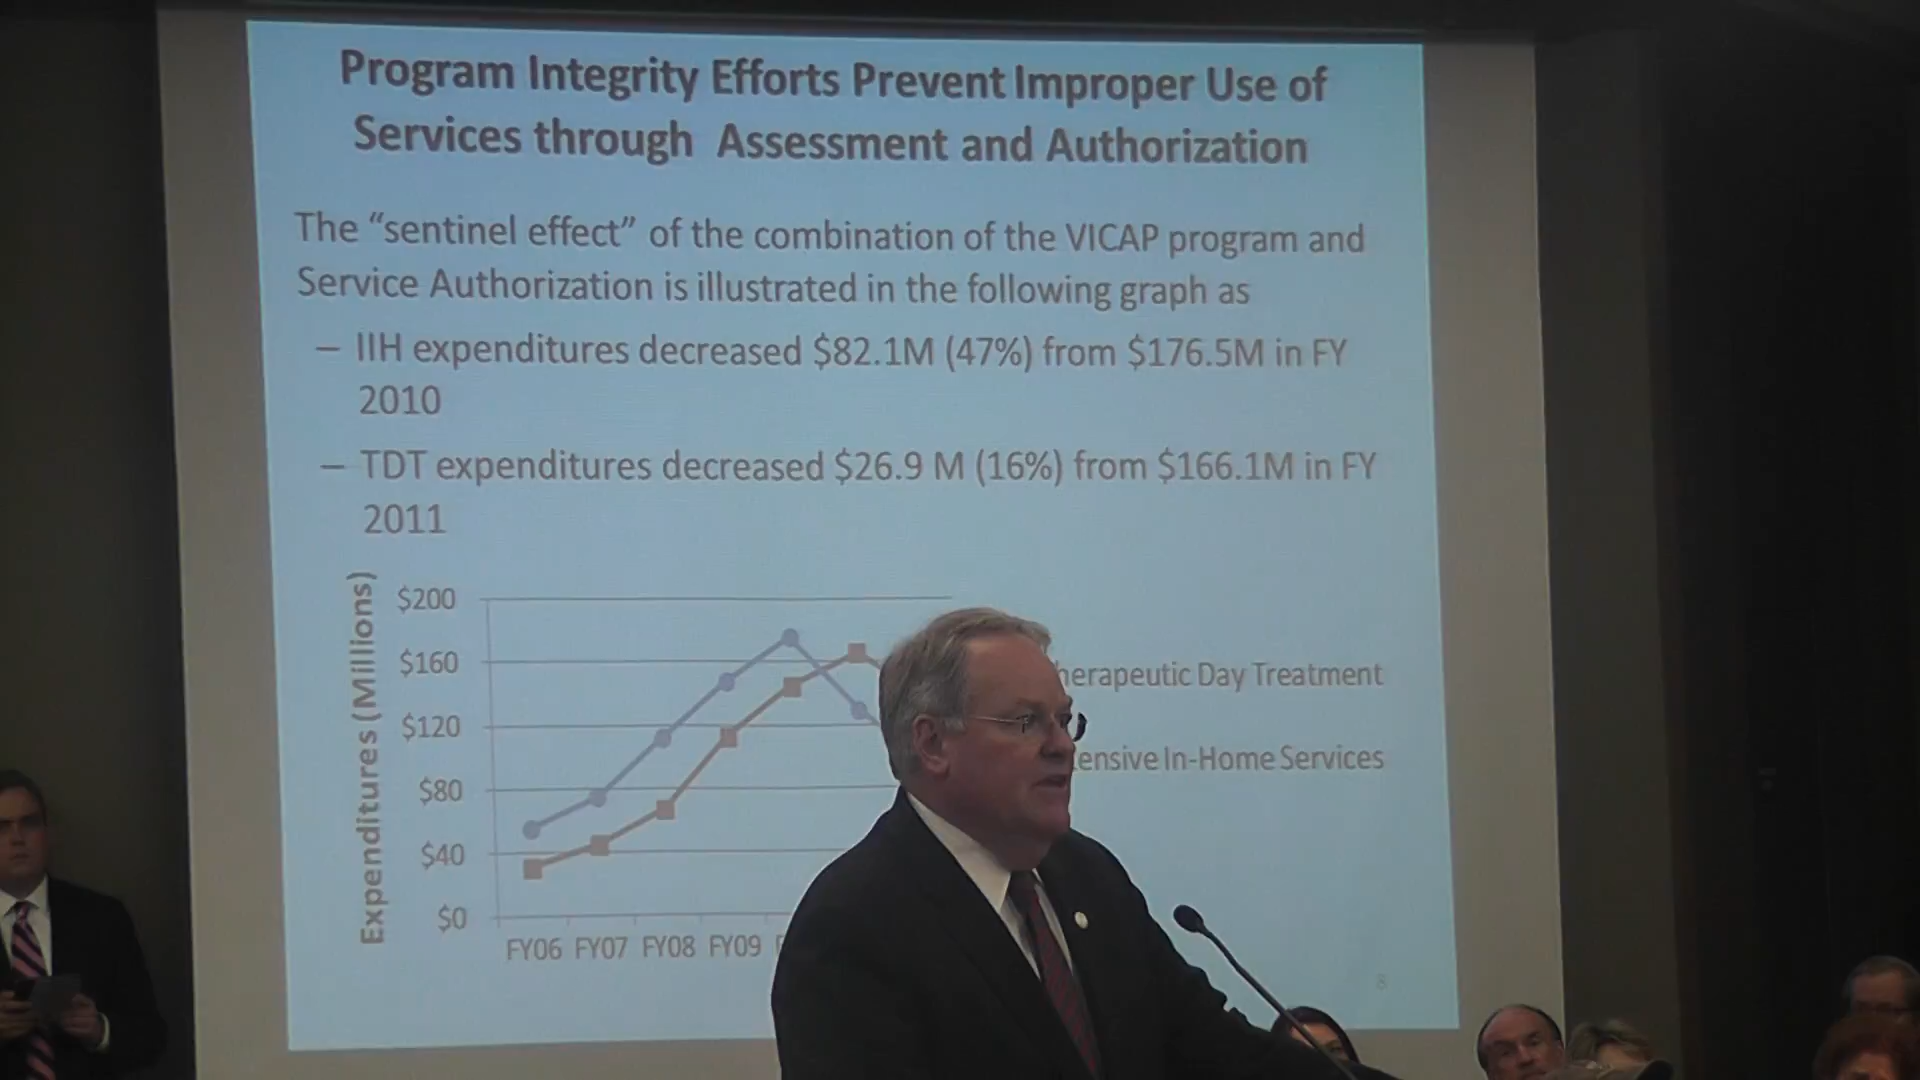 Program Integrity Efforts Prevent Improper Use of
Services through Assessment and Authorization
The “sentinel effect” of the combination of the VICAP program and
Service Authorization is illustrated in the following graph as
– IIH expenditures decreased $82.1M (47%) from $176.5M in FY
2010
– TDT expenditures decreased $26.9 M (16%) from $166.1M in FY
2011
Expenditures (Millions)
$200
$160
$120
$80
$40
$0
FY06 FY07 FY08 FY09
Day Treatment
In-Home Services
8